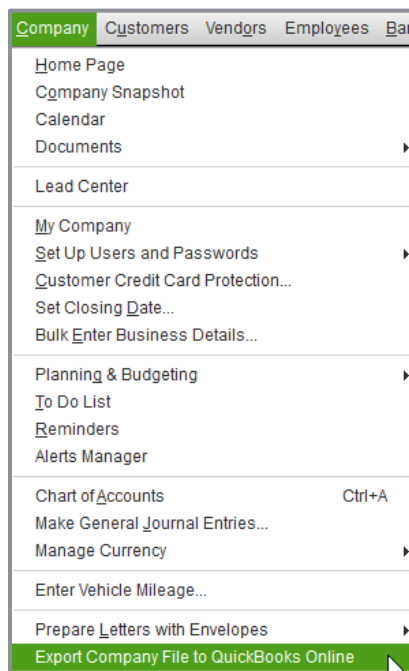 Company Customers Vendors Employees Ba
Home Page
Company Snapshot
Calendar
Documents
Lead Center
My Company
Set Up Users and Passwords
Customer Credit Card Protection...
Set Closing Date...
Bulk Enter Business Details...
Planning & Budgeting
To Do List
Reminders
Alerts Manager
Chart of Accounts Ctrl+A
Make General Journal Entries...
Manage Currency
Enter Vehicle Mileage...
Prepare Letters with Envelopes
Export Company File to QuickBooks Online